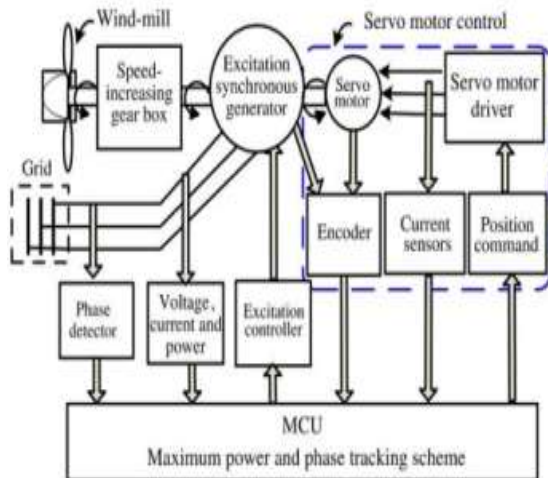 Wind-mill
Servo motor control
Speed-
increasing
gear box
Excitation
synchronous
generator
Servo
motor
Servo motor
driver
Grid
Encoder
Current
sensors
Position
command
Phase
detector
Voltage,
current and
power
Excitation
controller
MCU
Maximum power and phase tracking scheme